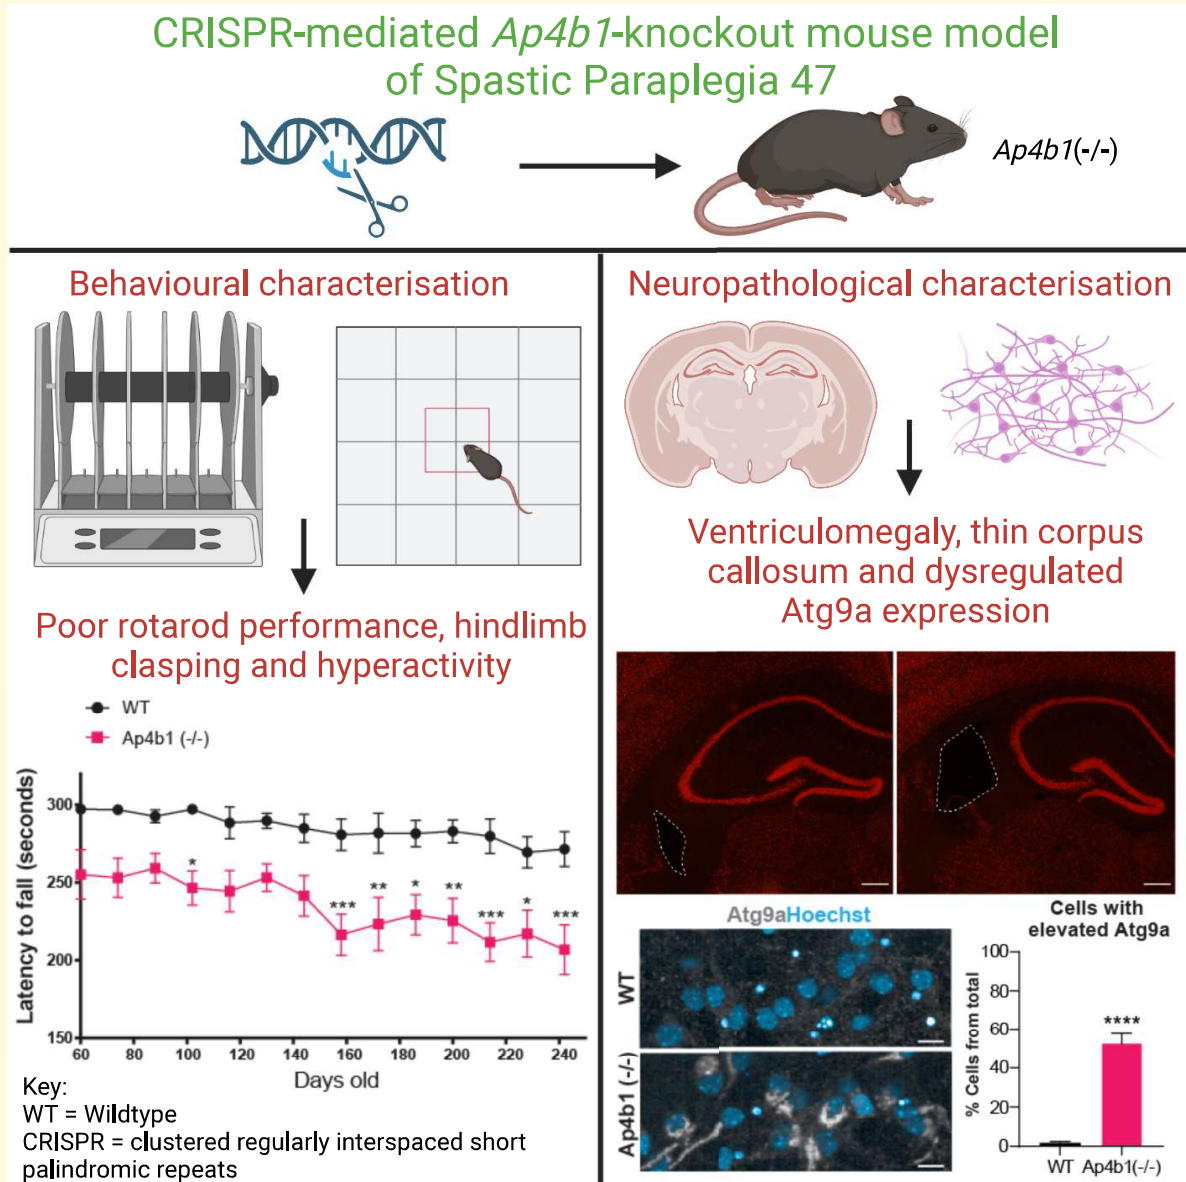 CRISPR-mediated Ap4b1-knockout mouse model
of Spastic Paraplegia 47
Ap4b1(-/-)
Behavioural characterisation
Poor rotarod performance, hindlimb
clasping and hyperactivity
WT
Ap4b1 (-/-)
Latency to fall (seconds)
300
250
200
150
*
***
**
*
**
***
*
***
60 80 100 120 140 160 180 200 220 240
Days old
Key:
WT = Wildtype
CRISPR = clustered regularly interspaced short
palindromic repeats
Neuropathological characterisation
Ventriculomegaly, thin corpus
callosum and dysregulated
Atg9a expression
Atg9aHoechst
WT
Ap4b1 (-/-)
Cells with
elevated Atg9a
% Cells from total
100
80
60
40
20
0
****
WT Ap4b1(-/-)